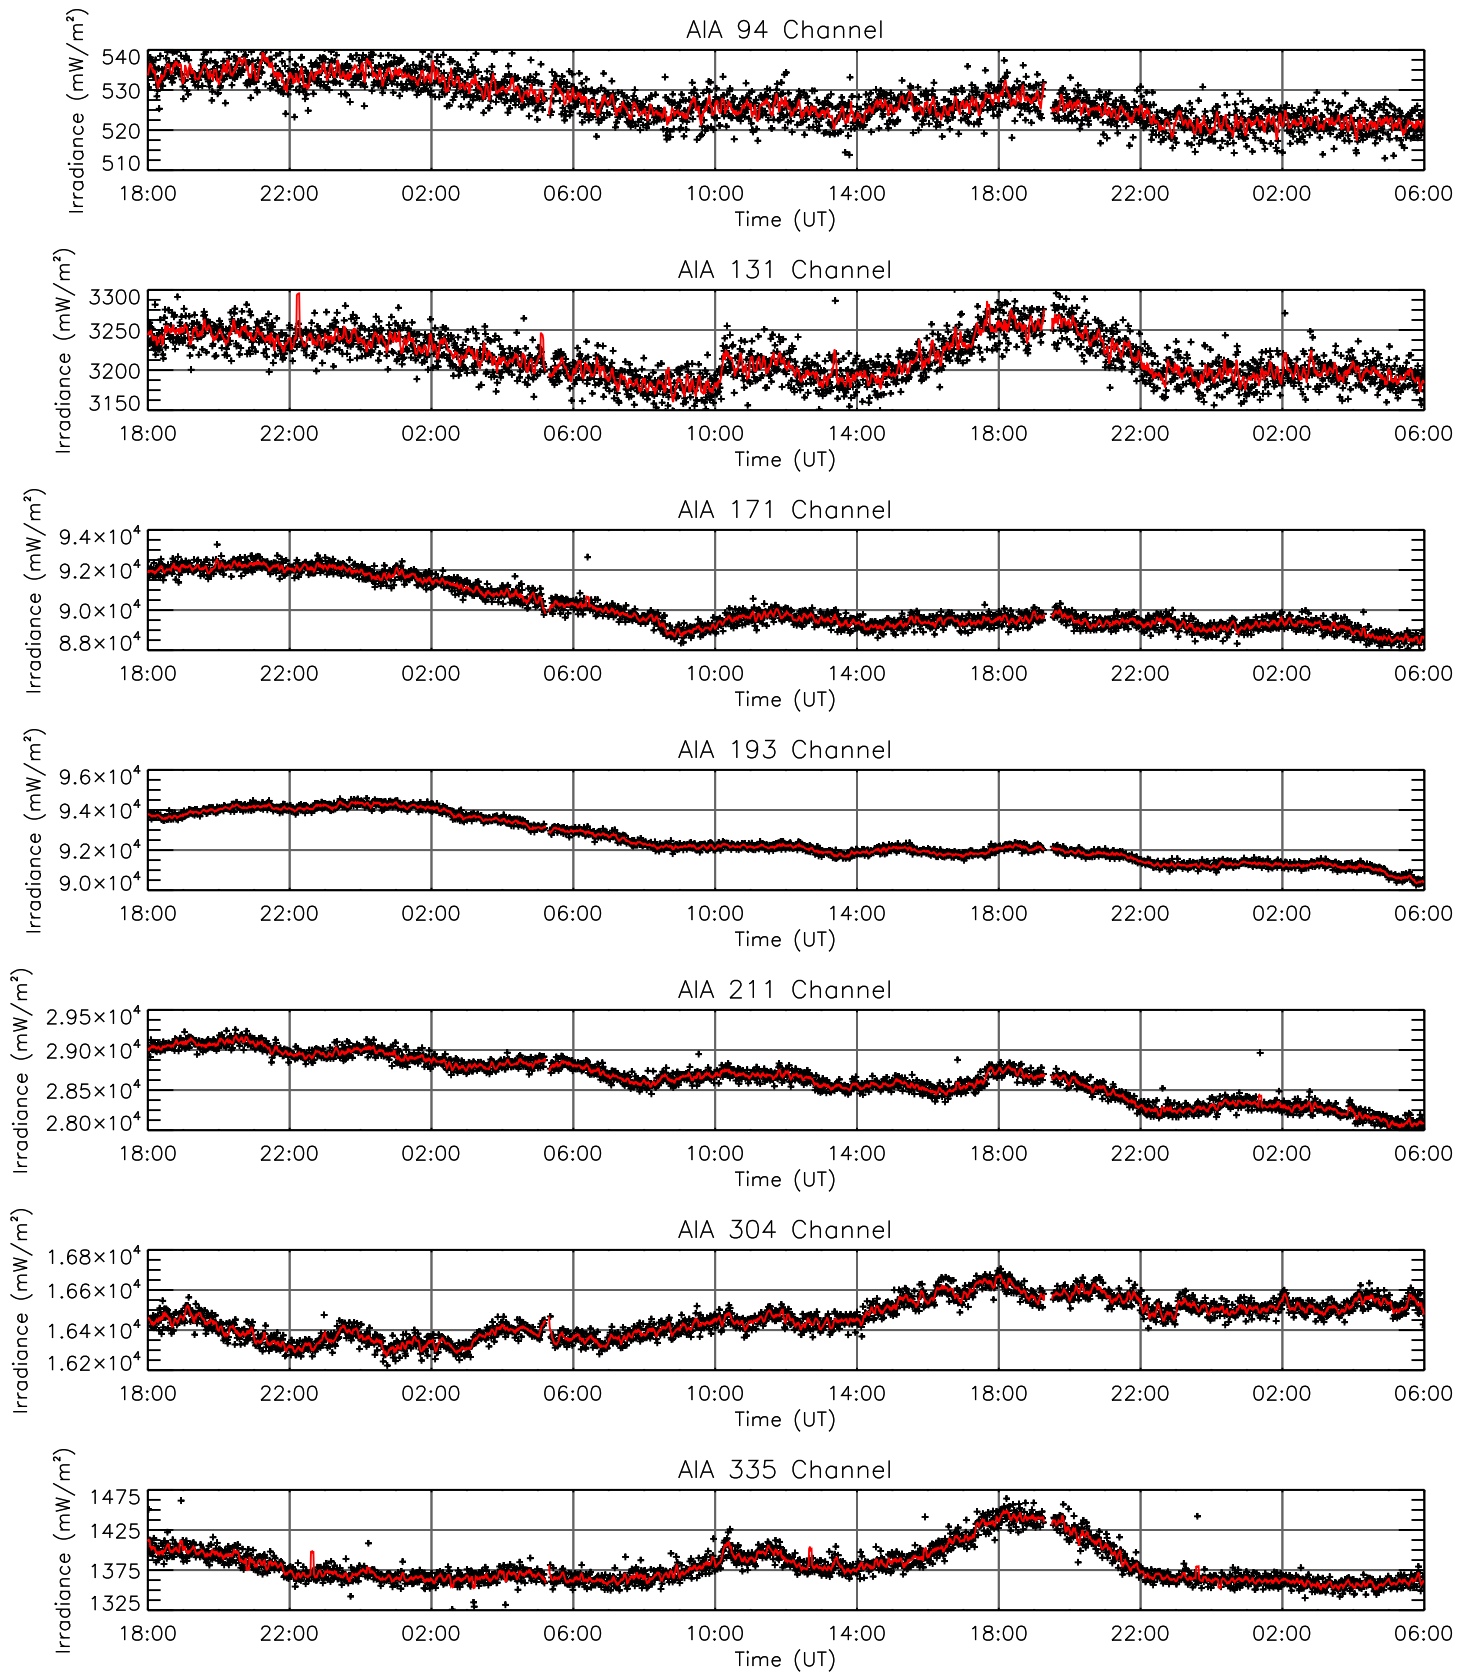 AIA 94 Channel
Irradiance (mW/m²)
540
530
520
510
18:00 22:00 02:00 06:00 10:00 14:00 18:00 22:00 02:00 06:00
Time (UT)
AIA 131 Channel
Irradiance (mW/m²)
3300
3250
3200
3150
18:00 22:00 02:00 06:00 10:00 14:00 18:00 22:00 02:00 06:00
Time (UT)
AIA 171 Channel
Irradiance (mW/m²)
9.4×10⁴
9.2×10⁴
9.0×10⁴
8.8×10⁴
18:00 22:00 02:00 06:00 10:00 14:00 18:00 22:00 02:00 06:00
Time (UT)
AIA 193 Channel
Irradiance (mW/m²)
9.6×10⁴
9.4×10⁴
9.2×10⁴
9.0×10⁴
18:00 22:00 02:00 06:00 10:00 14:00 18:00 22:00 02:00 06:00
Time (UT)
AIA 211 Channel
Irradiance (mW/m²)
2.95×10⁴
2.90×10⁴
2.85×10⁴
2.80×10⁴
18:00 22:00 02:00 06:00 10:00 14:00 18:00 22:00 02:00 06:00
Time (UT)
AIA 304 Channel
Irradiance (mW/m²)
1.68×10⁴
1.66×10⁴
1.64×10⁴
1.62×10⁴
18:00 22:00 02:00 06:00 10:00 14:00 18:00 22:00 02:00 06:00
Time (UT)
AIA 335 Channel
Irradiance (mW/m²)
1475
1425
1375
1325
18:00 22:00 02:00 06:00 10:00 14:00 18:00 22:00 02:00 06:00
Time (UT)